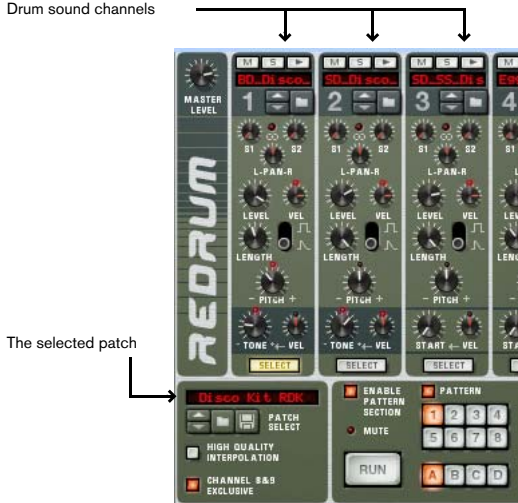 Drum sound channels
M S M S M S M
BD_Disco_ SD_Disco_ SD_SS_Dis
MASTER LEVEL
1 2 3 4
S1 S2 S1 S2 S1 S2 S1
L-PAN-R L-PAN-R L-PAN-R
REDRUM
LEVEL VEL LEVEL VEL LEVEL VEL
LENGTH LENGTH LENGTH
- PITCH + - PITCH + - PITCH +
- TONE + VEL - TONE + VEL START VEL
SELECT SELECT SELECT
The selected patch
Disco Kit RDK
PATCH SELECT
HIGH QUALITY INTERPOLATION
CHANNEL 8&9 EXCLUSIVE
ENABLE PATTERN SECTION
PATTERN
MUTE
1 2 3 4
5 6 7 8
RUN
A B C D